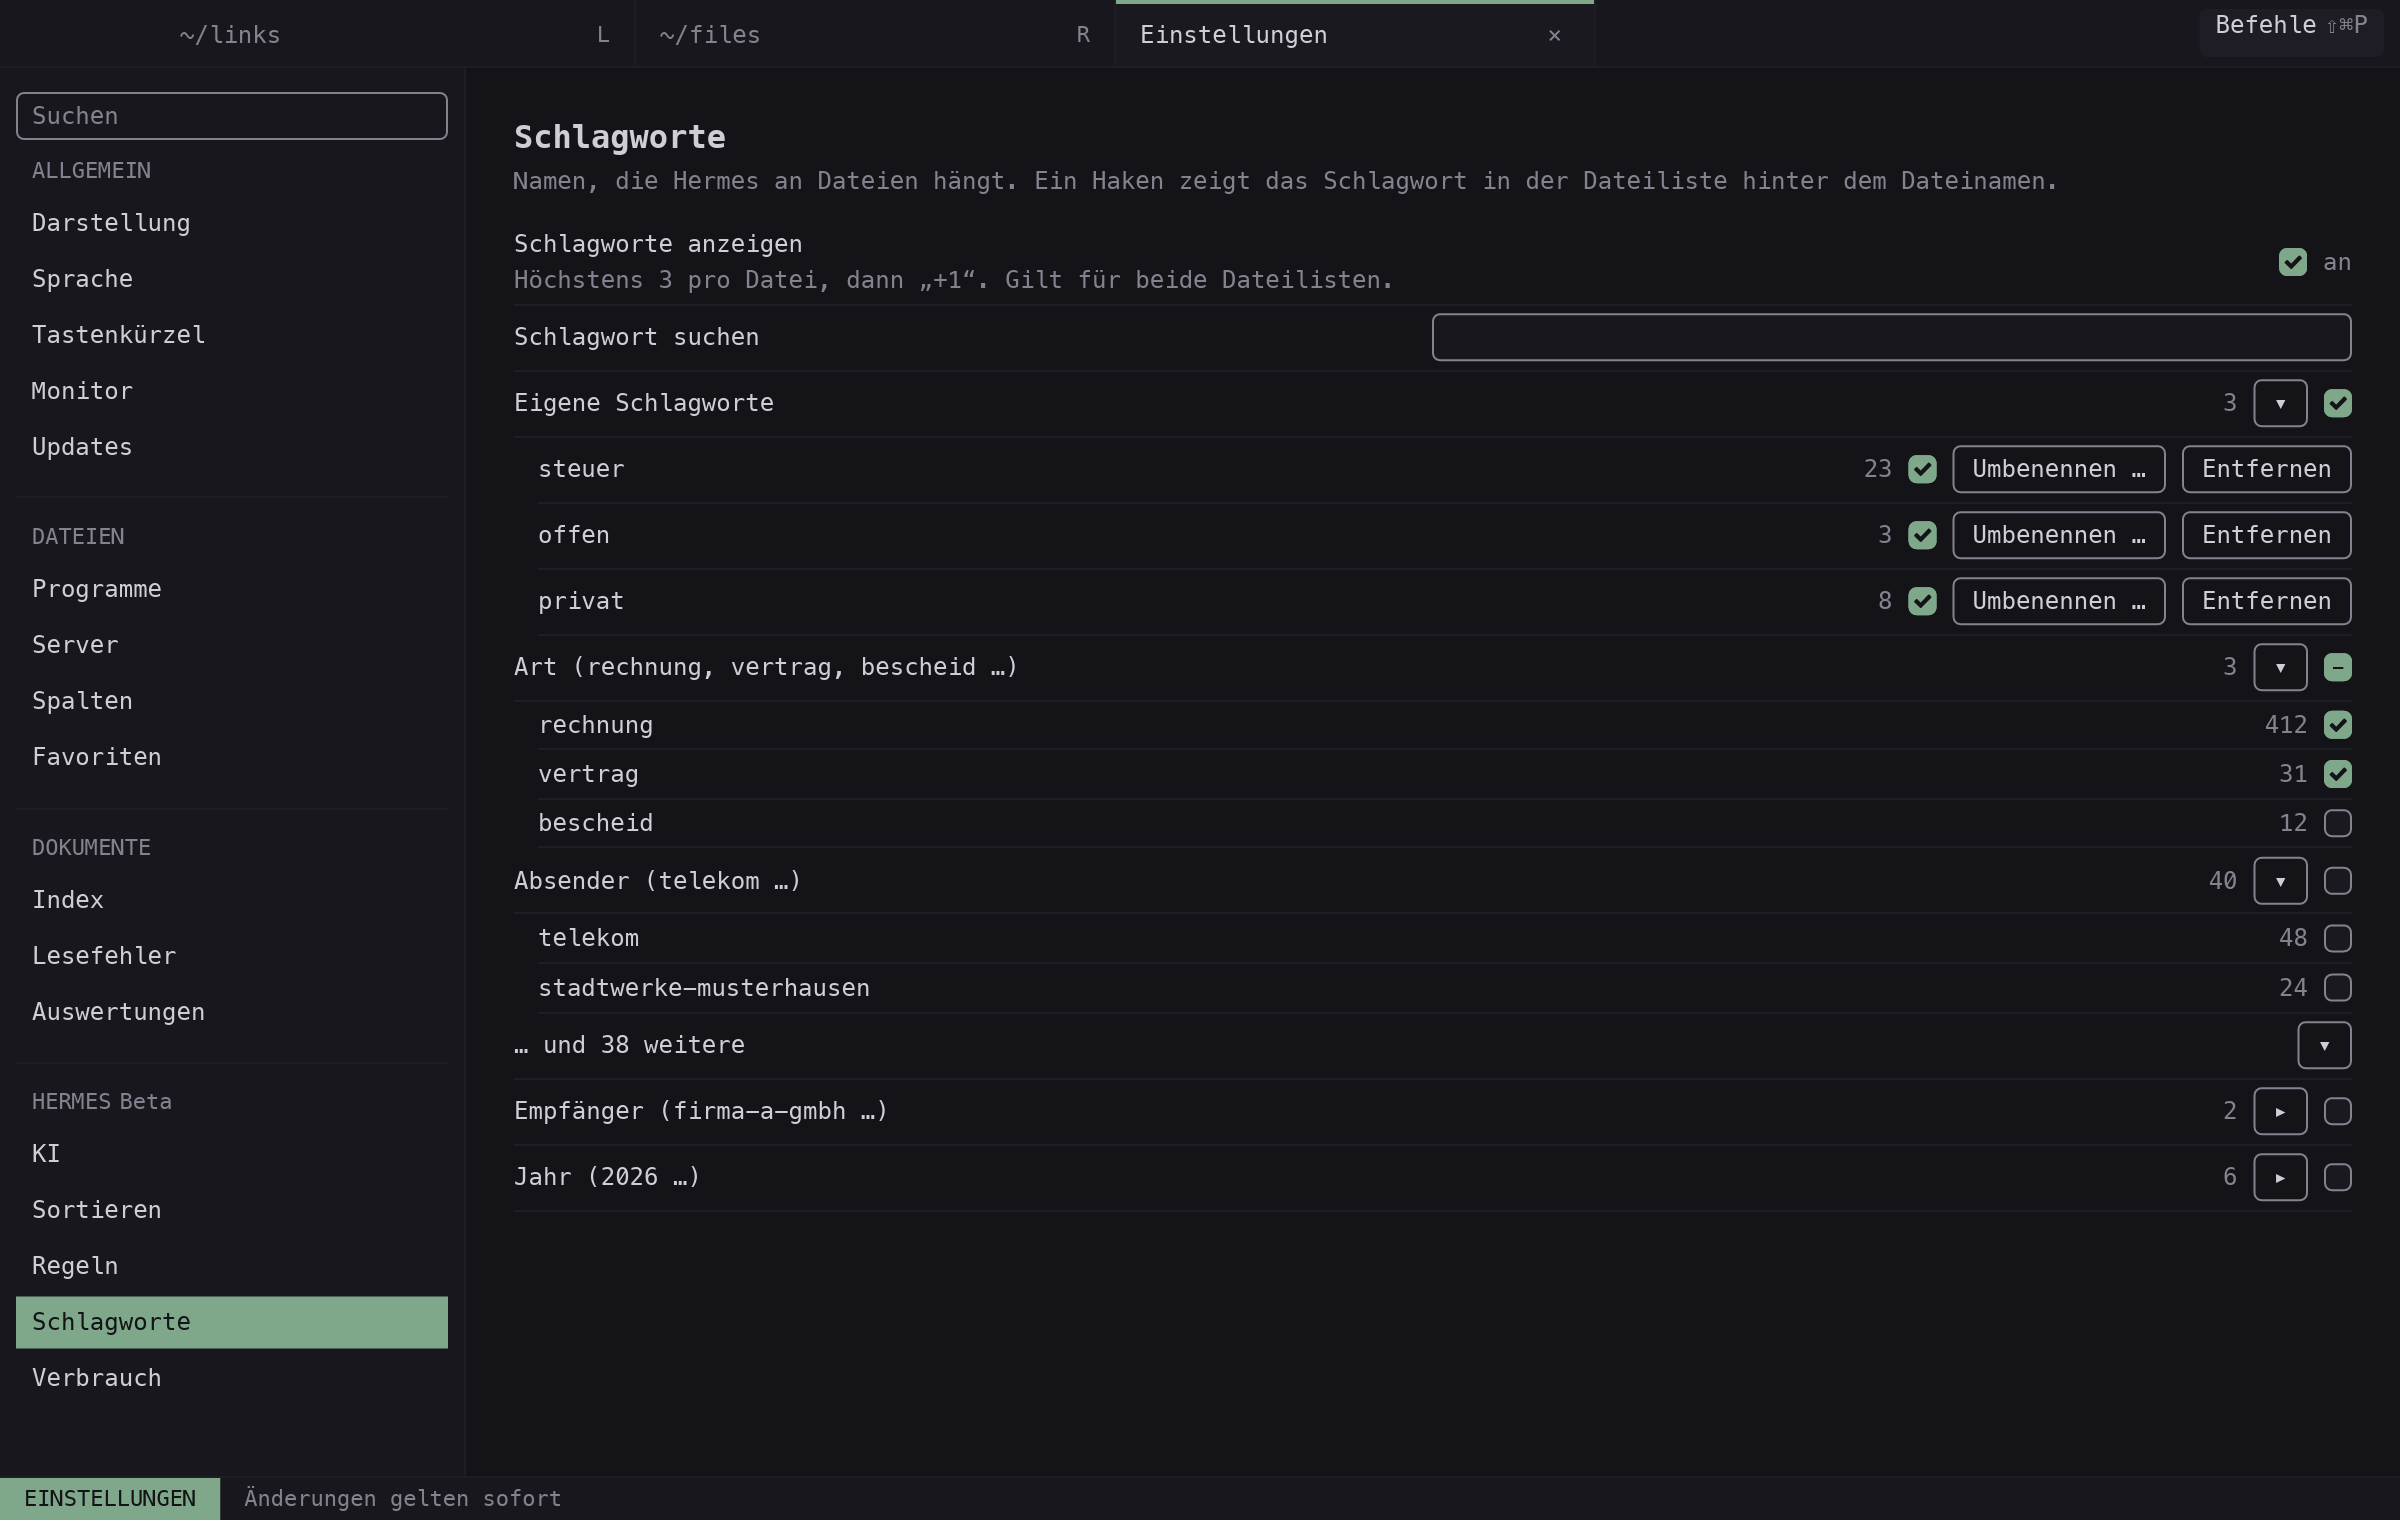 ~/links L ~/files R Einstellungen × Befehle ⇧⌘P
Suchen
ALLGEMEIN
Darstellung
Sprache
Tastenkürzel
Monitor
Updates
DATEIEN
Programme
Server
Spalten
Favoriten
DOKUMENTE
Index
Lesefehler
Auswertungen
HERMES Beta
KI
Sortieren
Regeln
Schlagworte
Verbrauch
Schlagworte
Namen, die Hermes an Dateien hängt. Ein Haken zeigt das Schlagwort in der Dateiliste hinter dem Dateinamen.
Schlagworte anzeigen
Höchstens 3 pro Datei, dann „+1“. Gilt für beide Dateilisten.
an
Schlagwort suchen
Eigene Schlagworte 3 ▾
steuer 23 Umbenennen … Entfernen
offen 3 Umbenennen … Entfernen
privat 8 Umbenennen … Entfernen
Art (rechnung, vertrag, bescheid …) 3 ▾
rechnung 412
vertrag 31
bescheid 12
Absender (telekom …) 40 ▾
telekom 48
stadtwerke-musterhausen 24
… und 38 weitere ▾
Empfänger (firma-a-gmbh …) 2 ▸
Jahr (2026 …) 6 ▸
EINSTELLUNGEN Änderungen gelten sofort